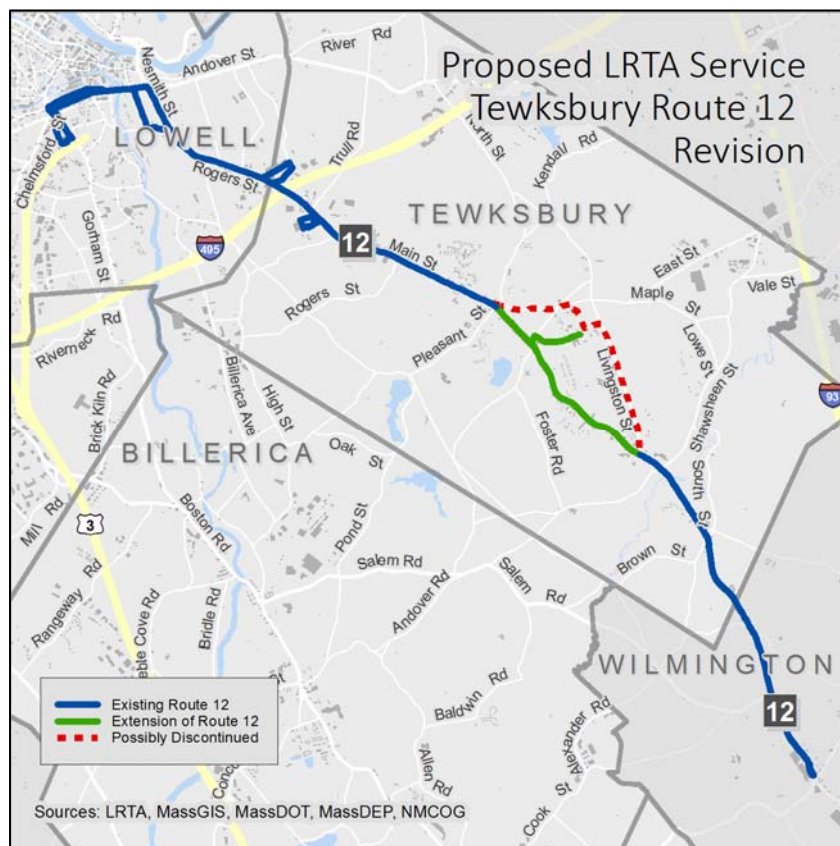 Proposed LRTA Service
Tewksbury Route 12
Revision
Nesmith St
Andover St
River Rd
LOWELL
Chelmsford St
Rogers St
Trull Rd
North St
Kendall Rd
Gorham St
495
TEWKSBURY
12
Main St
East St
Vale St
Rogers St
Maple St
Pleasant St
Riverneck Rd
Livingston St
Lowe St
Shawsheen St
93
Brick Kiln Rd
Billerica Ave
High St
Foster Rd
BILLERICA
Oak St
South St
Mill Rd
3
Boston Rd
Pond St
Salem Rd
Brown St
Salem Rd
Rangeway Rd
Andover Rd
able Cove Rd
Bridle Rd
WILMINGTON
St
Baldwin Rd
12
Existing Route 12
Extension of Route 12
Possibly Discontinued
Alexander Rd
Conco
Allen Rd
Cook St
Sources: LRTA, MassGIS, MassDOT, MassDEP, NMCOG